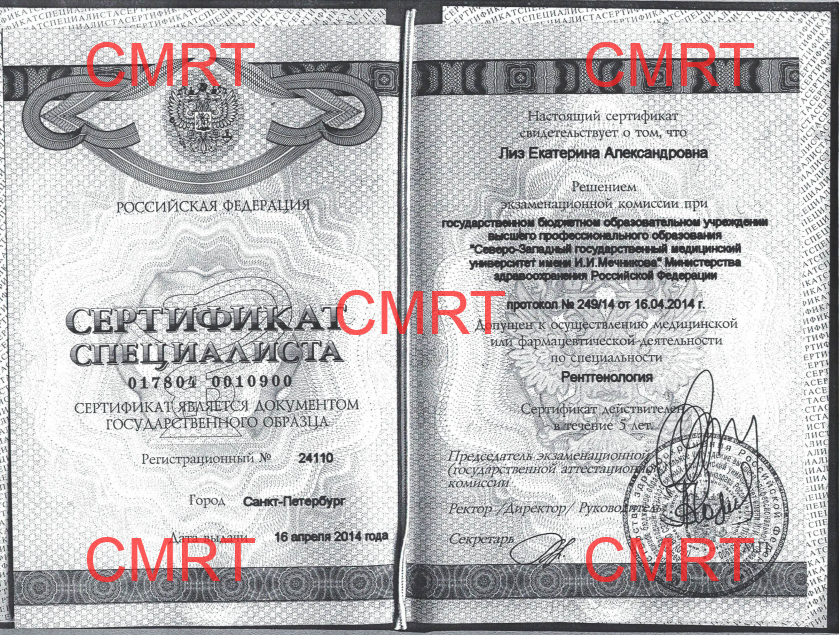 CMRT
РОССИЙСКАЯ ФЕДЕРАЦИЯ
СЕРТИФИКАТ
СПЕЦИАЛИСТА
017804 0010900
СЕРТИФИКАТ ЯВЛЯЕТСЯ ДОКУМЕНТОМ
ГОСУДАРСТВЕННОГО ОБРАЗЦА
Регистрационный № 24110
Город Санкт-Петербург
Дата выдачи 16 апреля 2014 года
CMRT
CMRT
CMRT
Настоящий сертификат
свидетельствует о том, что
Лиз Екатерина Александровна
Решением
экзаменационной комиссии при
государственном бюджетном образовательном учреждении
высшего профессионального образования
"Северо-Западный государственный медицинский
университет имени И.И.Мечникова" Министерства
здравоохранения Российской Федерации
протокол № 249/14 от 16.04.2014 г.
Допущен к осуществлению медицинской
или фармацевтической деятельности
по специальности
Рентгенология
Сертификат действителен
в течение 5 лет.
Председатель экзаменационной
(государственной аттестационной)
комиссии
Ректор /Директор/ Руководитель
Секретарь
М.П.
CMRT